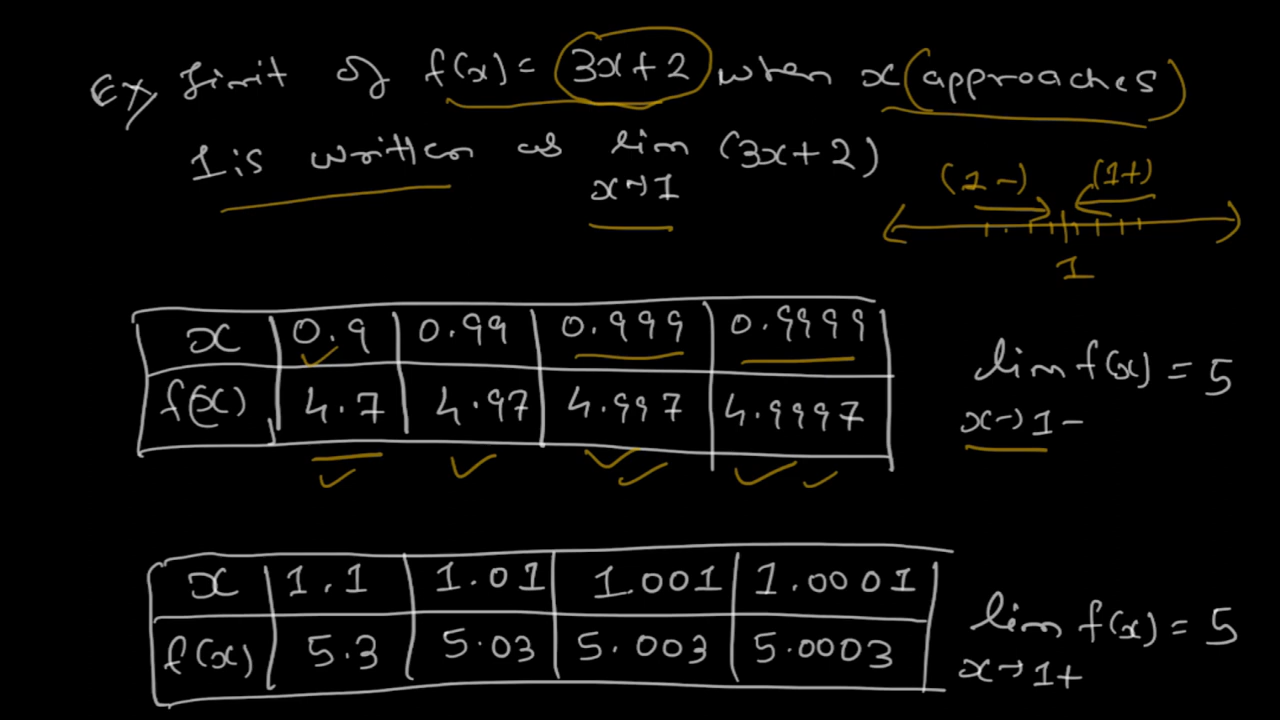 Ex, Limit of f(x) = 3x+2 when x approaches
1 is written as lim (3x+2)
x→1
(1-) (1+)
1
x 0.9 0.99 0.999 0.9999
f(x) 4.7 4.97 4.997 4.9997
lim f(x) = 5
x→1-
x 1.1 1.01 1.001 1.0001
f(x) 5.3 5.03 5.003 5.0003
lim f(x) = 5
x→1+